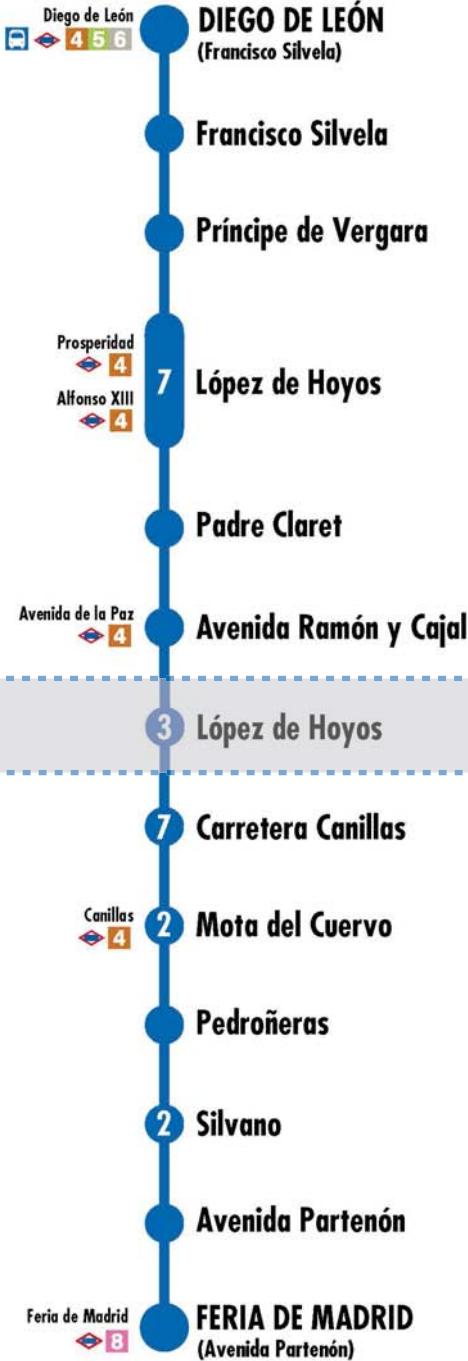 Diego de León
4 5 6
DIEGO DE LEÓN
(Francisco Silvela)
Francisco Silvela
Príncipe de Vergara
Prosperidad
4
Alfonso XIII
4
7
López de Hoyos
Padre Claret
Avenida de la Paz
4
Avenida Ramón y Cajal
3 López de Hoyos
7 Carretera Canillas
Canillas
4
2 Mota del Cuervo
Pedroñeras
2 Silvano
Avenida Partenón
Feria de Madrid
8
FERIA DE MADRID
(Avenida Partenón)